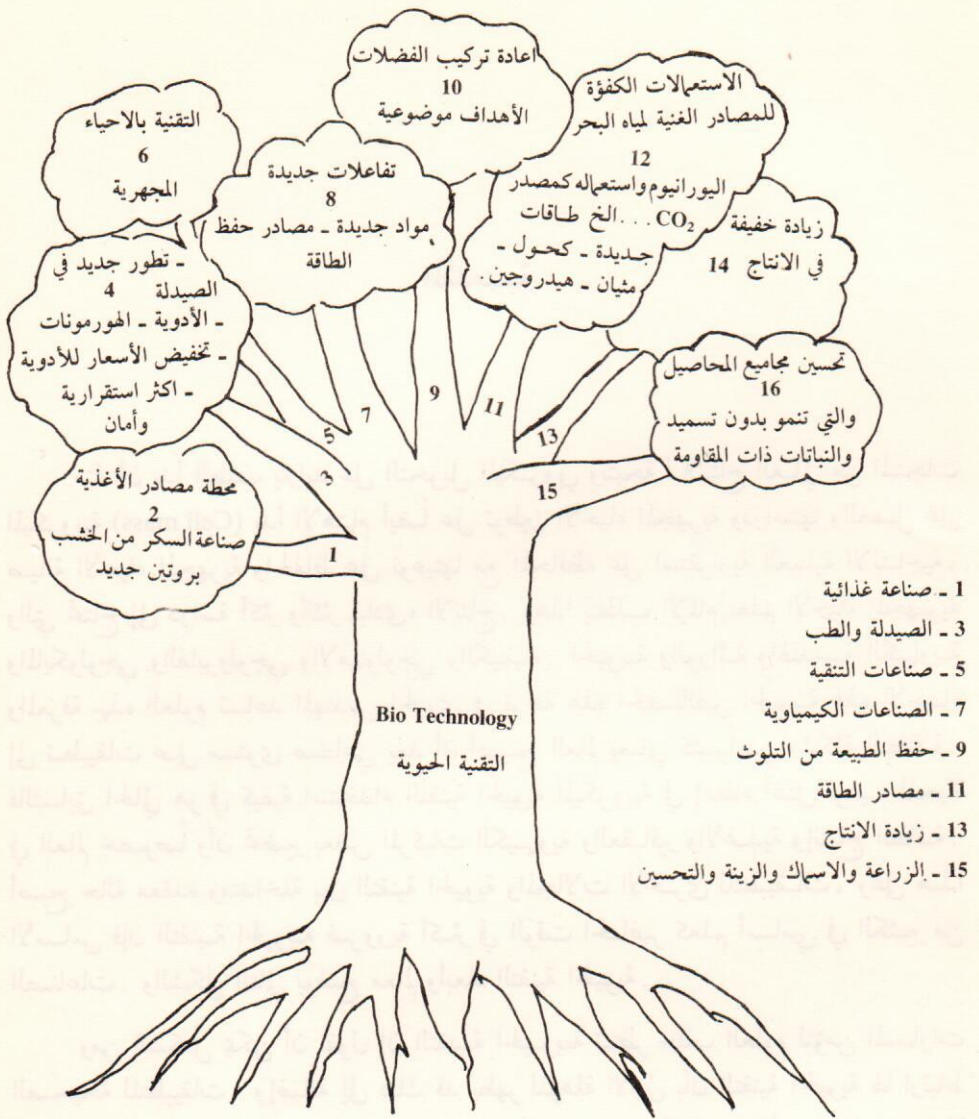 اعادة تركيب الفضلات
10
الأهداف موضوعية
الاستعمالات الكفؤة
للمصادر الغنية لمياه البحر
12
اليورانيوم واستعماله كمصدر
CO₂ ... الخ طاقات
جديدة ـ كحول ـ
مثيان ـ هيدروجين
التقنية بالاحياء
6
المجهرية
تفاعلات جديدة
8
مواد جديدة ـ مصادر حفظ
الطاقة
زيادة خفيفة
في الانتاج 14
ـ تطور جديد في
الصيدلة 4
ـ الأدوية ـ الهورمونات
ـ تخفيض الأسعار للأدوية
ـ اكثر استقرارية
وأمان
تحسين مجاميع المحاصيل
16
والتي تنمو بدون تسميد
والنباتات ذات المقاومة
محطة مصادر الأغذية
2
صناعة السكر من الخشب
بروتين جديد
1
3
5
7
9
11
13
15
Bio Technology
التقنية الحيوية
1 ـ صناعة غذائية
3 ـ الصيدلة والطب
5 ـ صناعات التنقية
7 ـ الصناعات الكيمياوية
9 ـ حفظ الطبيعة من التلوث
11 ـ مصادر الطاقة
13 ـ زيادة الانتاج
15 ـ الزراعة والاسماك والزينة والتحسين